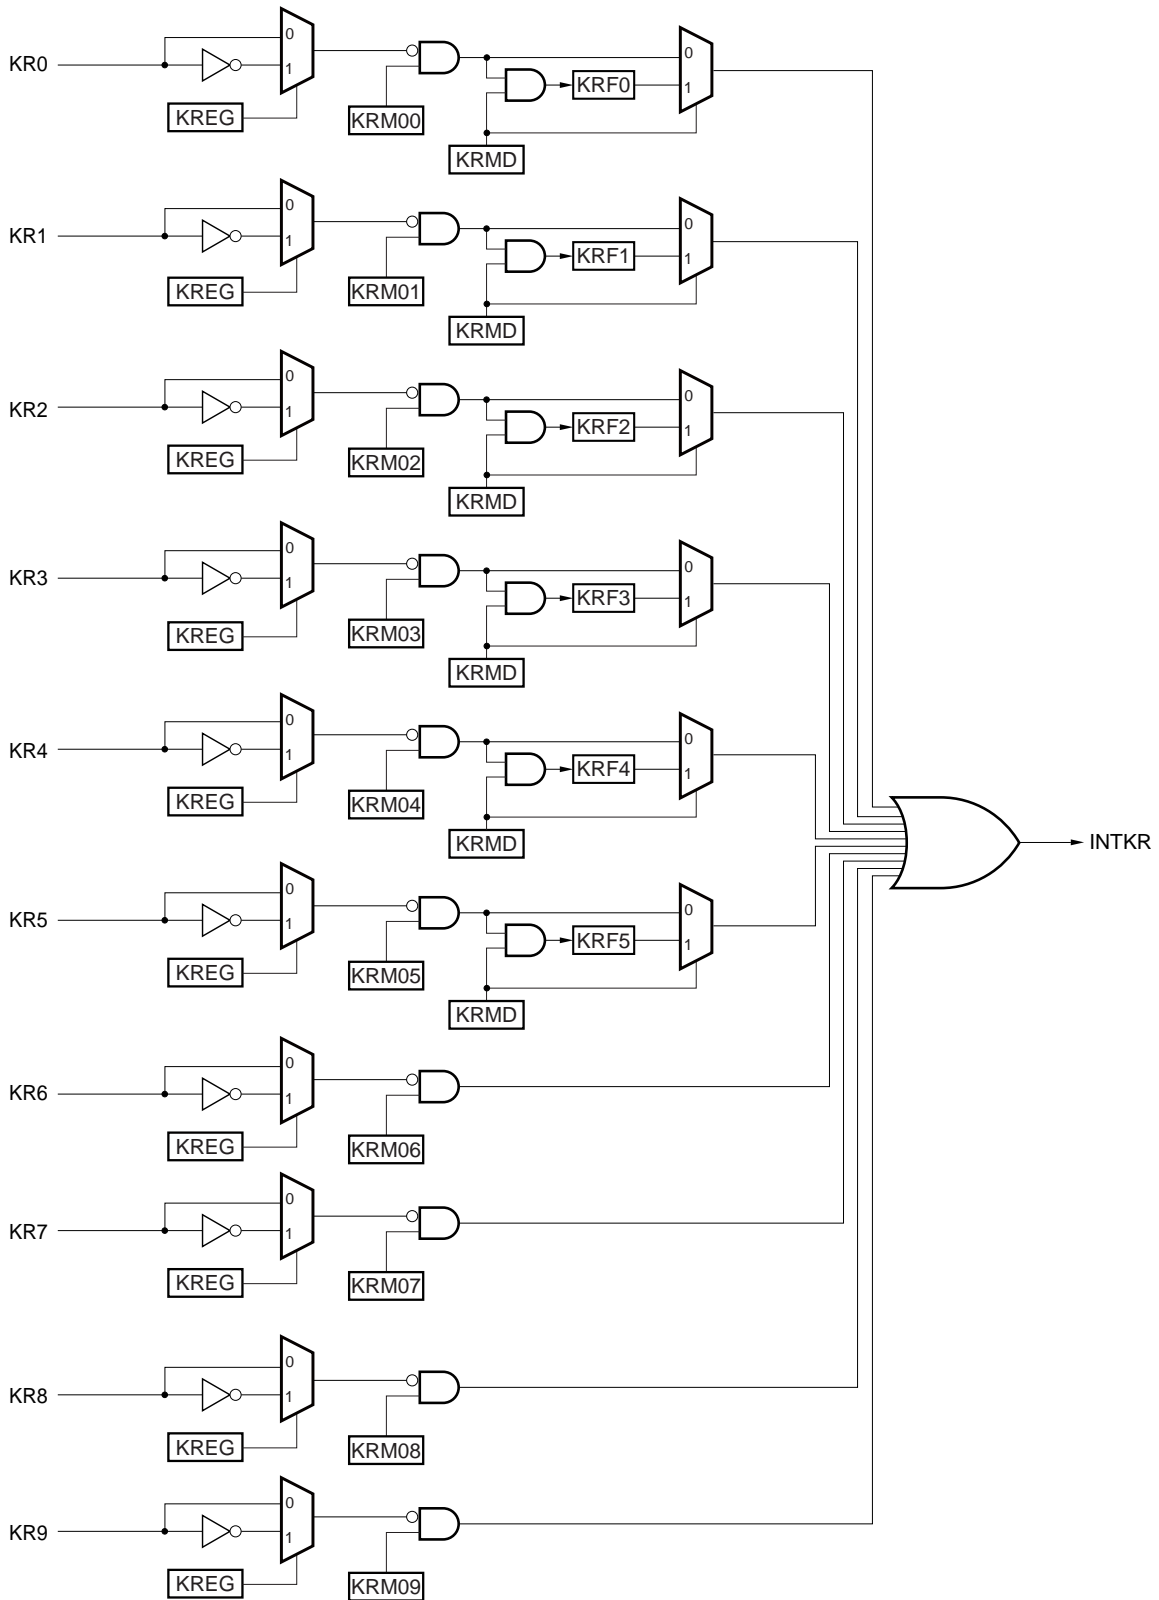 KR0
0
1
KREG
KRM00
KRF0
0
1
KRMD
KR1
0
1
KREG
KRM01
KRF1
0
1
KRMD
KR2
0
1
KREG
KRM02
KRF2
0
1
KRMD
KR3
0
1
KREG
KRM03
KRF3
0
1
KRMD
KR4
0
1
KREG
KRM04
KRF4
0
1
KRMD
INTKR
KR5
0
1
KREG
KRM05
KRF5
0
1
KRMD
KR6
0
1
KREG
KRM06
KR7
0
1
KREG
KRM07
KR8
0
1
KREG
KRM08
KR9
0
1
KREG
KRM09